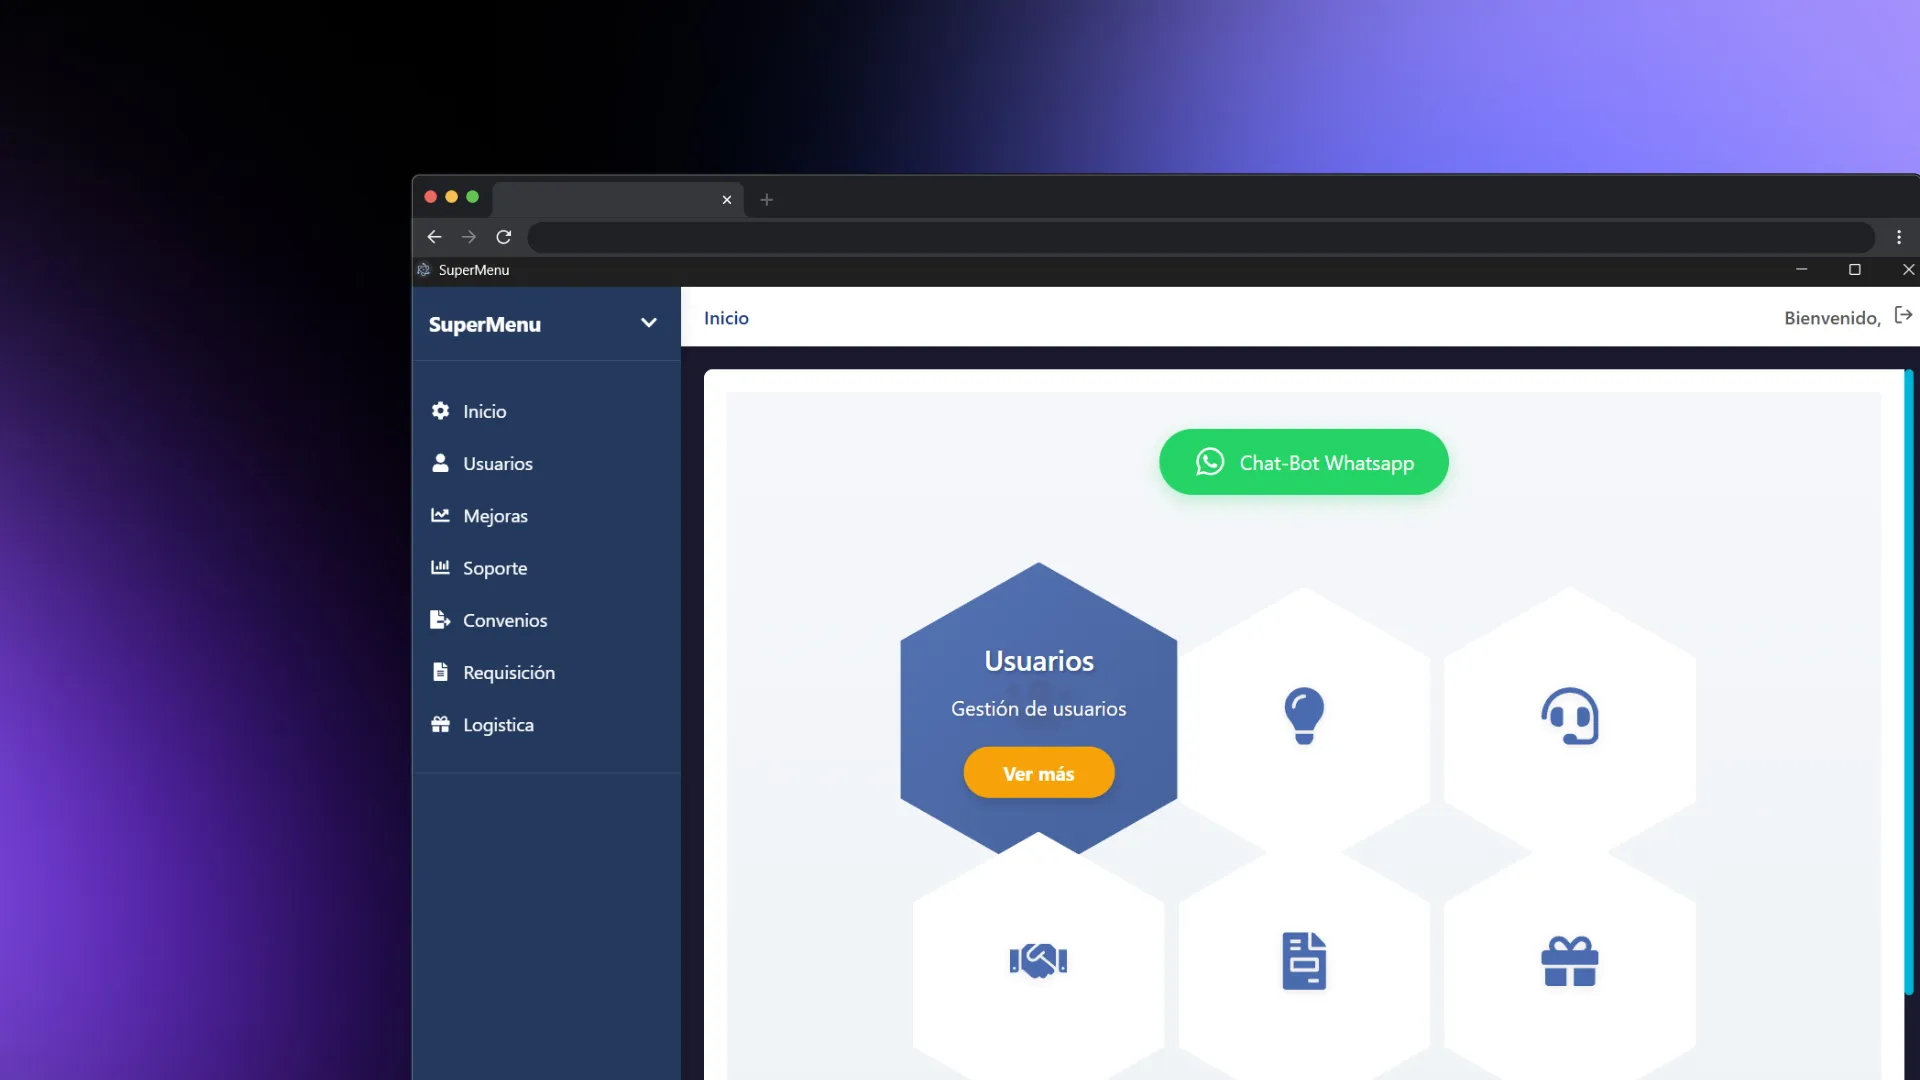 SuperMenu
SuperMenu
Inicio
Bienvenido,
Inicio
Usuarios
Mejoras
Soporte
Convenios
Requisición
Logistica
Chat-Bot Whatsapp
Usuarios
Gestión de usuarios
Ver más